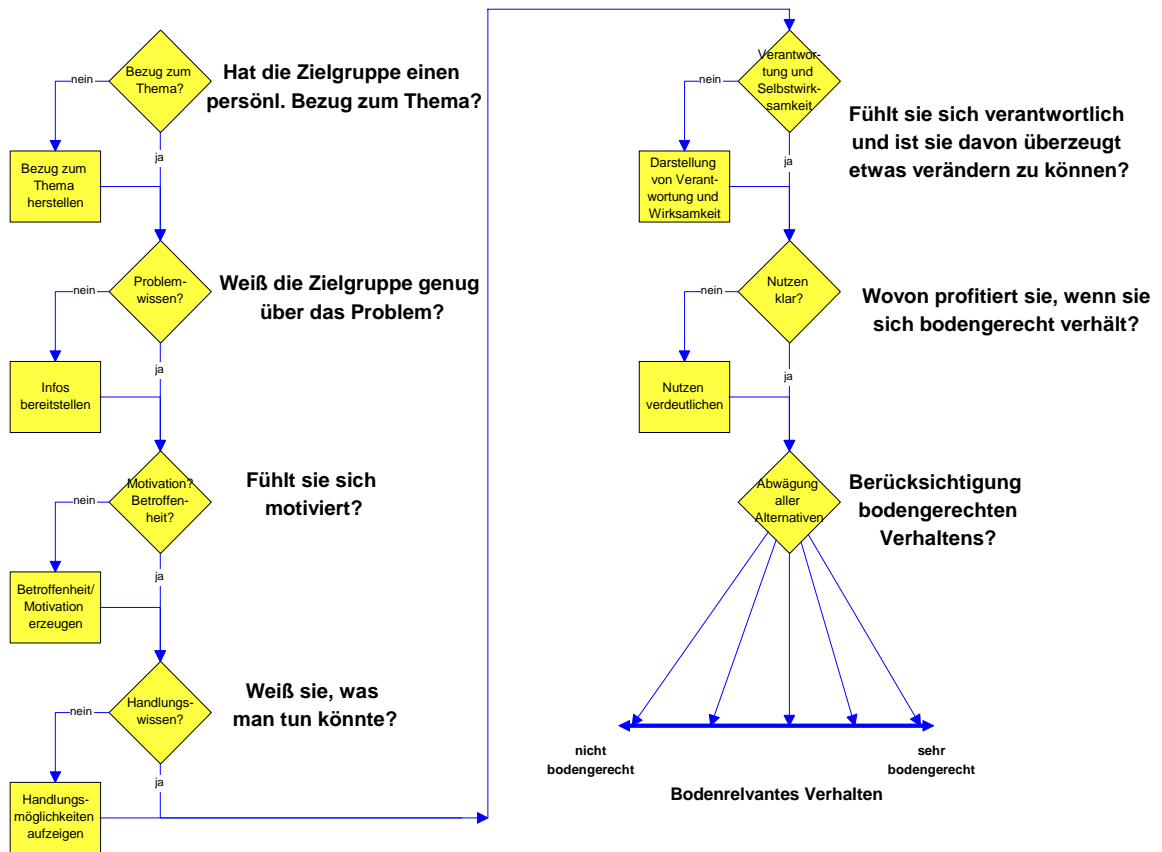 Bezug zum
Thema?
Hat die Zielgruppe einen
persönl. Bezug zum Thema?
nein
ja
Bezug zum
Thema
herstellen
Problem-
wissen?
Weiß die Zielgruppe genug
über das Problem?
nein
ja
Infos
bereitstellen
Motivation?
Betroffen-
heit?
Fühlt sie sich
motiviert?
nein
ja
Betroffenheit/
Motivation
erzeugen
Handlungs-
wissen?
Weiß sie, was
man tun könnte?
nein
ja
Handlungs-
möglichkeiten
aufzeigen
Verantwor-
tung und
Selbstwirk-
samkeit
Fühlt sie sich verantwortlich
und ist sie davon überzeugt
etwas verändern zu können?
nein
ja
Darstellung
von Verant-
wortung und
Wirksamkeit
Nutzen
klar?
Wovon profitiert sie, wenn sie
sich bodengerecht verhält?
nein
ja
Nutzen
verdeutlichen
Abwägung
aller
Alternativen
Berücksichtigung
bodengerechten
Verhaltens?
nicht
bodengerecht
sehr
bodengerecht
Bodenrelvantes Verhalten